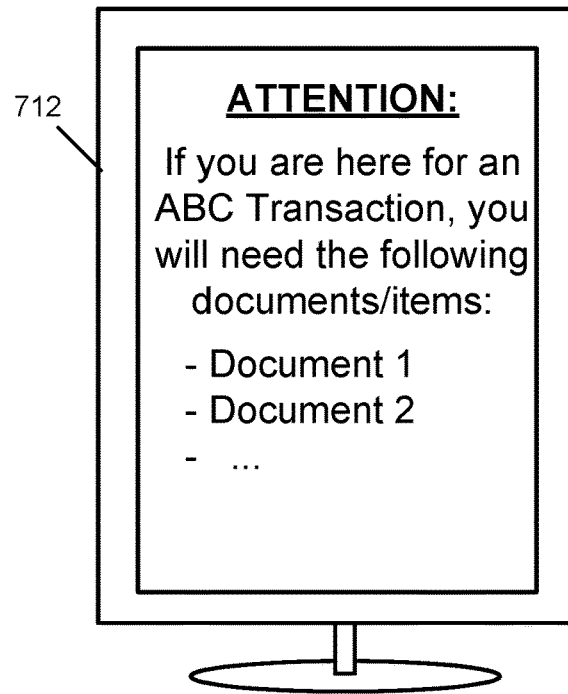 712
ATTENTION:
If you are here for an
ABC Transaction, you
will need the following
documents/items:
- Document 1
- Document 2
- ...